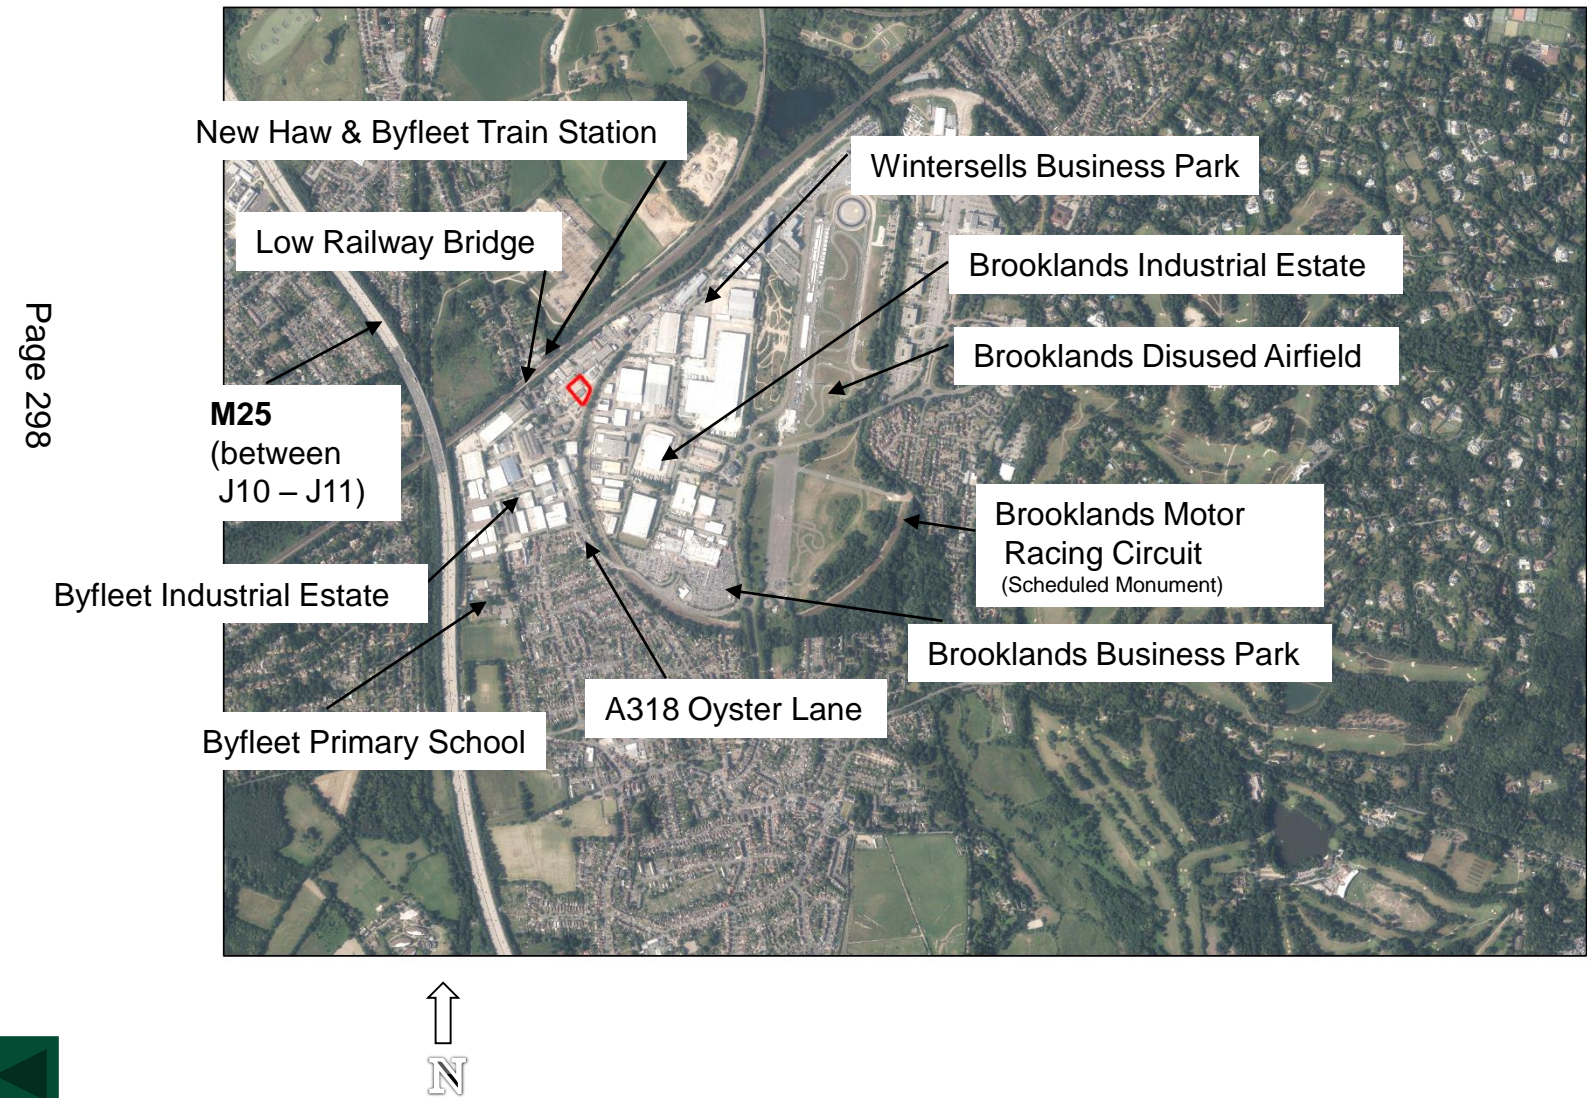 Page 298
New Haw & Byfleet Train Station
Wintersells Business Park
Low Railway Bridge
Brooklands Industrial Estate
Brooklands Disused Airfield
M25
(between
J10 – J11)
Brooklands Motor
Racing Circuit
(Scheduled Monument)
Byfleet Industrial Estate
Brooklands Business Park
A318 Oyster Lane
Byfleet Primary School
N